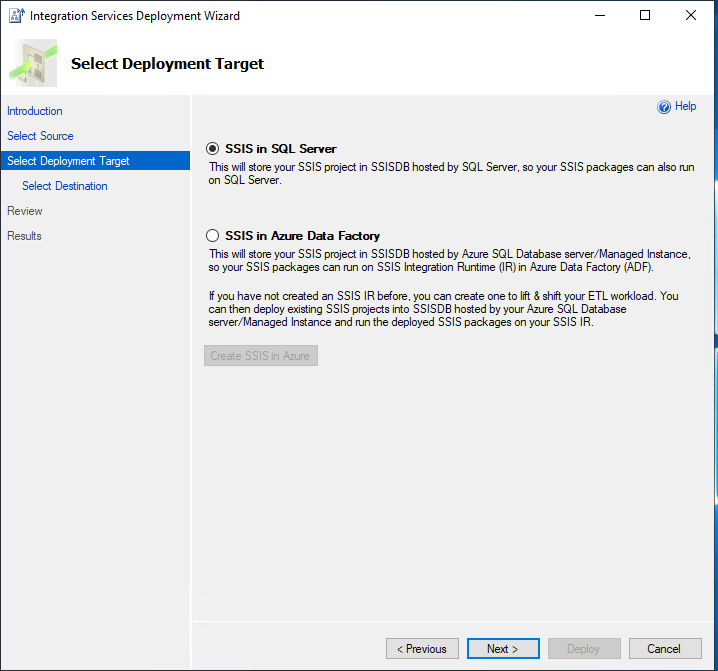 Integration Services Deployment Wizard
Select Deployment Target
Introduction
Select Source
Select Deployment Target
Select Destination
Review
Results
Help
SSIS in SQL Server
This will store your SSIS project in SSISDB hosted by SQL Server, so your SSIS packages can also run
on SQL Server.
SSIS in Azure Data Factory
This will store your SSIS project in SSISDB hosted by Azure SQL Database server/Managed Instance,
so your SSIS packages can run on SSIS Integration Runtime (IR) in Azure Data Factory (ADF).
If you have not created an SSIS IR before, you can create one to lift & shift your ETL workload. You
can then deploy existing SSIS projects into SSISDB hosted by your Azure SQL Database
server/Managed Instance and run the deployed SSIS packages on your SSIS IR.
Create SSIS in Azure
< Previous
Next >
Deploy
Cancel